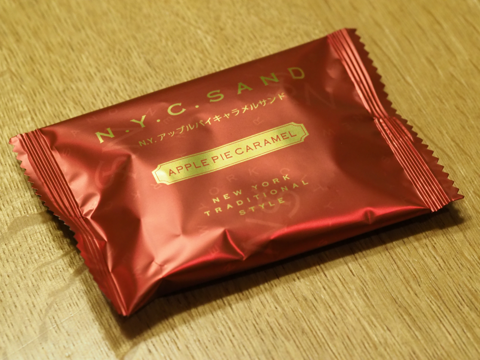 N.Y.C.SAND
N.Y.アップルパイキャラメルサンド
APPLE PIE CARAMEL
NEW YORK
TRADITIONAL
STYLE